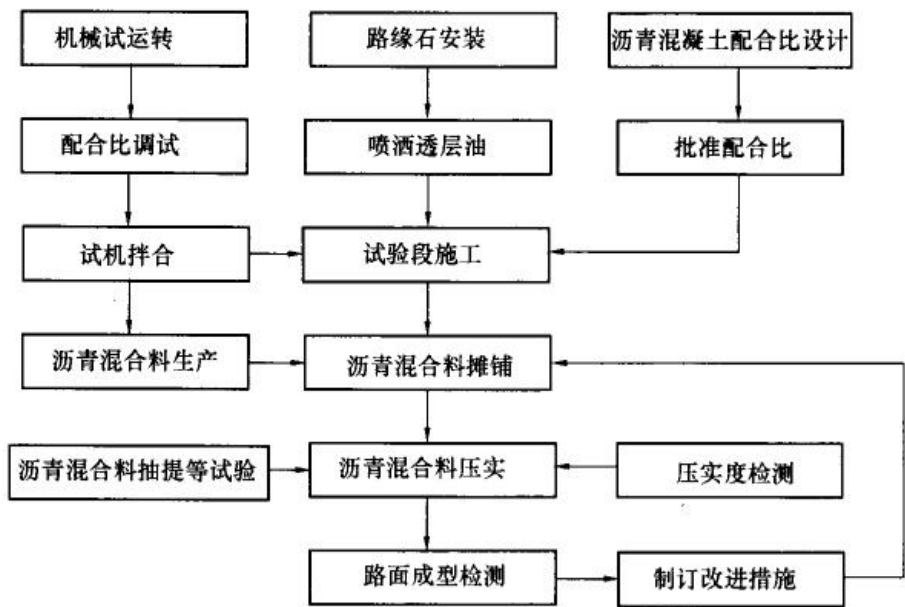 机械试运转
路缘石安装
沥青混凝土配合比设计
配合比调试
喷洒透层油
批准配合比
试机拌合
试验段施工
沥青混合料生产
沥青混合料摊铺
沥青混合料抽提等试验
沥青混合料压实
压实度检测
路面成型检测
制订改进措施